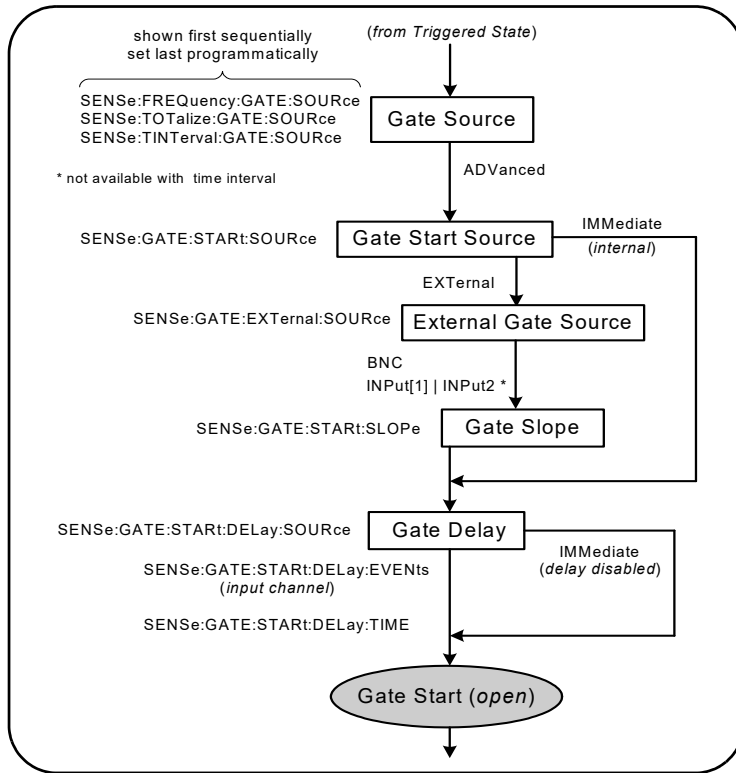 shown first sequentially
set last programmatically
(from Triggered State)
SENSe:FREQuency:GATE:SOURce
SENSe:TOTalize:GATE:SOURce
SENSe:TINTerval:GATE:SOURce
Gate Source
* not available with time interval
ADVanced
SENSe:GATE:STARt:SOURce
Gate Start Source
IMMediate
(internal)
EXTernal
SENSe:GATE:EXTernal:SOURce
External Gate Source
BNC
INPut[1] | INPut2 *
SENSe:GATE:STARt:SLOPe
Gate Slope
SENSe:GATE:STARt:DELay:SOURce
Gate Delay
SENSe:GATE:STARt:DELay:EVENts
(input channel)
IMMediate
(delay disabled)
SENSe:GATE:STARt:DELay:TIME
Gate Start (open)